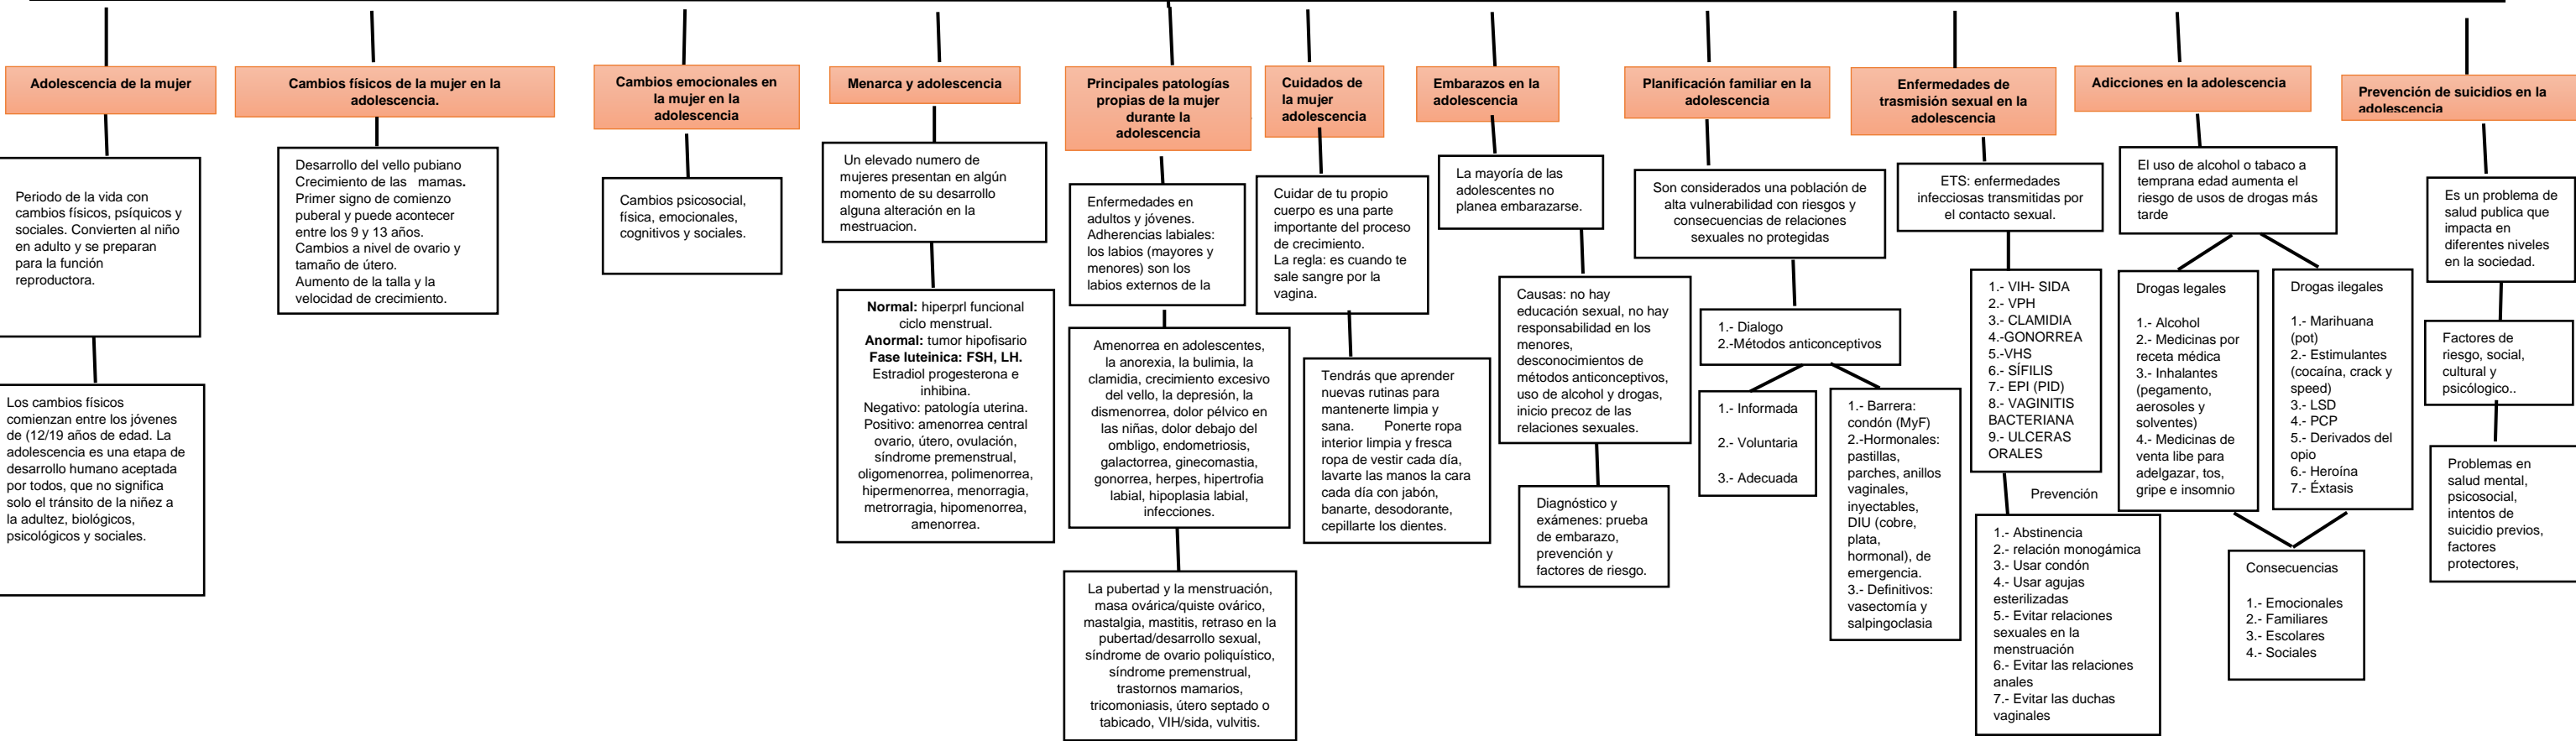 Adolescencia de la mujer
Periodo de la vida con
cambios físicos, psíquicos y
sociales. Convierten al niño
en adulto y se preparan
para la función
reproductora.
Los cambios físicos
comienzan entre los jóvenes
de (12/19 años de edad. La
adolescencia es una etapa de
desarrollo humano aceptada
por todos, que no significa
solo el tránsito de la niñez a
la adultez, biológicos,
psicológicos y sociales.
Cambios físicos de la mujer en la
adolescencia.
Desarrollo del vello pubiano
Crecimiento de las mamas.
Primer signo de comienzo
puberal y puede acontecer
entre los 9 y 13 años.
Cambios a nivel de ovario y
tamaño de útero.
Aumento de la talla y la
velocidad de crecimiento.
Cambios emocionales en
la mujer en la
adolescencia
Cambios psicosocial,
física, emocionales,
cognitivos y sociales.
Menarca y adolescencia
Un elevado numero de
mujeres presentan en algún
momento de su desarrollo
alguna alteración en la
mestruacion.
Normal: hiperprl funcional
ciclo menstrual.
Anormal: tumor hipofisario
Fase luteinica: FSH, LH.
Estradiol progesterona e
inhibina.
Negativo: patología uterina.
Positivo: amenorrea central
ovario, útero, ovulación,
síndrome premenstrual,
oligomenorrea, polimenorrea,
hipermenorrea, menorragia,
metrorragia, hipomenorrea,
amenorrea.
Principales patologías
propias de la mujer
durante la
adolescencia
Enfermedades en
adultos y jóvenes.
Adherencias labiales:
los labios (mayores y
menores) son los
labios externos de la
Amenorrea en adolescentes,
la anorexia, la bulimia, la
clamidia, crecimiento excesivo
del vello, la depresión, la
dismenorrea, dolor pélvico en
las niñas, dolor debajo del
ombligo, endometriosis,
galactorrea, ginecomastia,
gonorrea, herpes, hipertrofia
labial, hipoplasia labial,
infecciones.
La pubertad y la menstruación,
masa ovárica/quiste ovárico,
mastalgia, mastitis, retraso en la
pubertad/desarrollo sexual,
síndrome de ovario poliquístico,
síndrome premenstrual,
trastornos mamarios,
tricomoniasis, útero septado o
tabicado, VIH/sida, vulvitis.
Cuidados de
la mujer
adolescencia
Cuidar de tu propio
cuerpo es una parte
importante del proceso
de crecimiento.
La regla: es cuando te
sale sangre por la
vagina.
Tendrás que aprender
nuevas rutinas para
mantenerte limpia y
sana. Ponerte ropa
interior limpia y fresca
ropa de vestir cada día,
lavarte las manos la cara
cada día con jabón,
banarte, desodorante,
cepillarte los dientes.
Embarazos en la
adolescencia
La mayoría de las
adolescentes no
planea embarazarse.
Causas: no hay
educación sexual, no hay
responsabilidad en los
menores,
desconocimientos de
métodos anticonceptivos,
uso de alcohol y drogas,
inicio precoz de las
relaciones sexuales.
Diagnóstico y
exámenes: prueba
de embarazo,
prevención y
factores de riesgo.
Planificación familiar en la
adolescencia
Son considerados una población de
alta vulnerabilidad con riesgos y
consecuencias de relaciones
sexuales no protegidas
1.- Dialogo
2.-Métodos anticonceptivos
1.- Informada
2.- Voluntaria
3.- Adecuada
1.- Barrera:
condón (MyF)
2.-Hormonales:
pastillas,
parches, anillos
vaginales,
inyectables,
DIU (cobre,
plata,
hormonal), de
emergencia.
3.- Definitivos:
vasectomía y
salpingoclasia
Enfermedades de
trasmisión sexual en la
adolescencia
ETS: enfermedades
infecciosas transmitidas por
el contacto sexual.
1.- VIH- SIDA
2.- VPH
3.- CLAMIDIA
4.-GONORREA
5.-VHS
6.- SÍFILIS
7.- EPI (PID)
8.- VAGINITIS
BACTERIANA
9.- ULCERAS
ORALES
Prevención
1.- Abstinencia
2.- relación monogámica
3.- Usar condón
4.- Usar agujas
esterilizadas
5.- Evitar relaciones
sexuales en la
menstruación
6.- Evitar las relaciones
anales
7.- Evitar las duchas
vaginales
Adicciones en la adolescencia
El uso de alcohol o tabaco a
temprana edad aumenta el
riesgo de usos de drogas más
tarde
Drogas legales
1.- Alcohol
2.- Medicinas por
receta médica
3.- Inhalantes
(pegamento,
aerosoles y
solventes)
4.- Medicinas de
venta libe para
adelgazar, tos,
gripe e insomnio
Drogas ilegales
1.- Marihuana
(pot)
2.- Estimulantes
(cocaína, crack y
speed)
3.- LSD
4.- PCP
5.- Derivados del
opio
6.- Heroína
7.- Éxtasis
Consecuencias
1.- Emocionales
2.- Familiares
3.- Escolares
4.- Sociales
Prevención de suicidios en la
adolescencia
Es un problema de
salud publica que
impacta en
diferentes niveles
en la sociedad.
Factores de
riesgo, social,
cultural y
psicólogico..
Problemas en
salud mental,
psicosocial,
intentos de
suicidio previos,
factores
protectores,